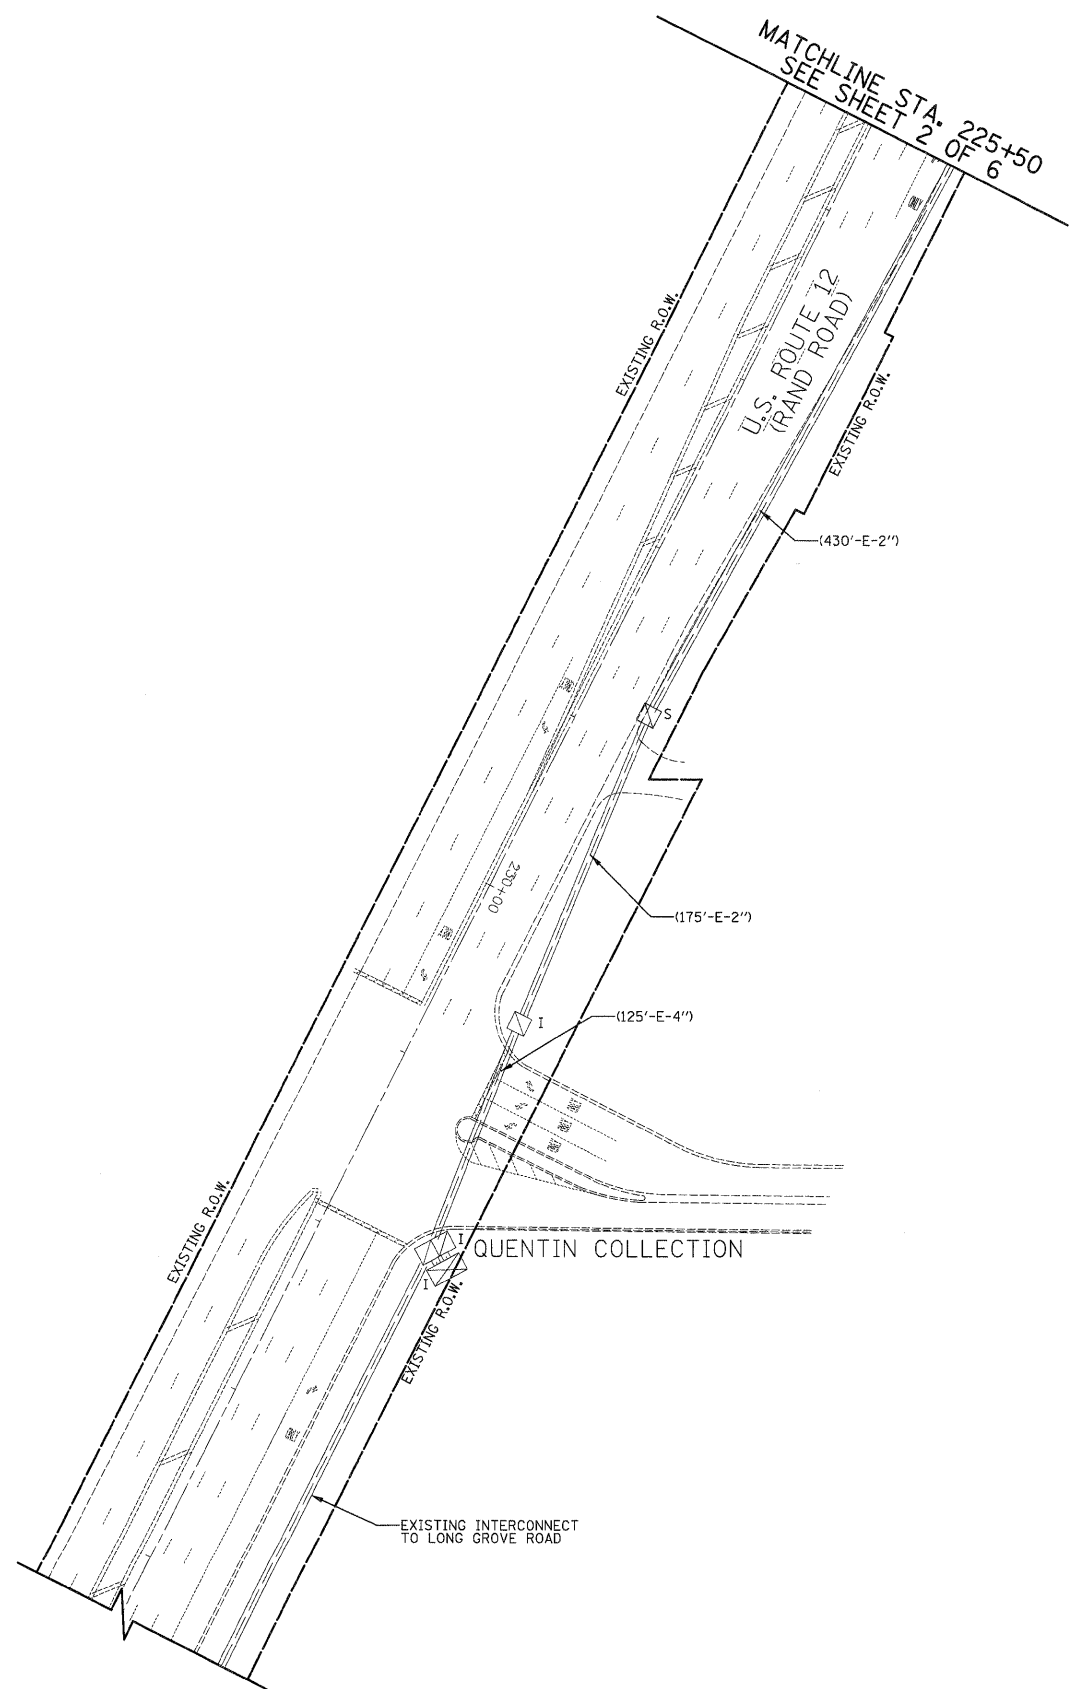 MATCHLINE STA. 225+50
SEE SHEET 2 OF 6
EXISTING R.O.W.
U.S. ROUTE 12
(RAND ROAD)
EXISTING R.O.W.
(430'-E-2")
S
230+00
(175'-E-2")
I
(125'-E-4")
EXISTING R.O.W.
I
QUENTIN COLLECTION
I
EXISTING R.O.W.
EXISTING INTERCONNECT
TO LONG GROVE ROAD